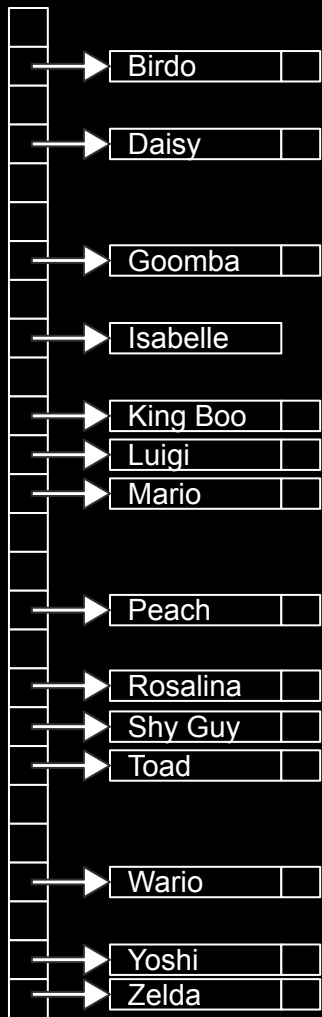 Birdo
Daisy
Goomba
Isabelle
King Boo
Luigi
Mario
Peach
Rosalina
Shy Guy
Toad
Wario
Yoshi
Zelda